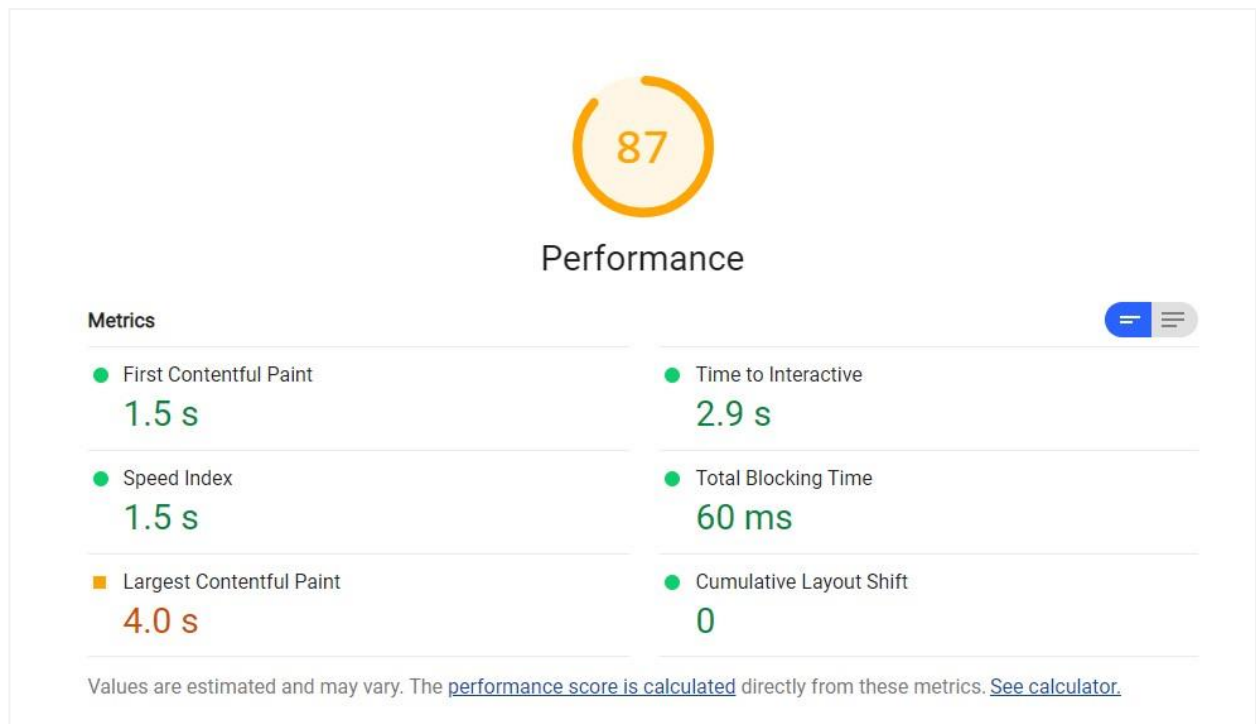 87
Performance
Metrics
First Contentful Paint
1.5 s
Time to Interactive
2.9 s
Speed Index
1.5 s
Total Blocking Time
60 ms
Largest Contentful Paint
4.0 s
Cumulative Layout Shift
0
Values are estimated and may vary. The performance score is calculated directly from these metrics. See calculator.